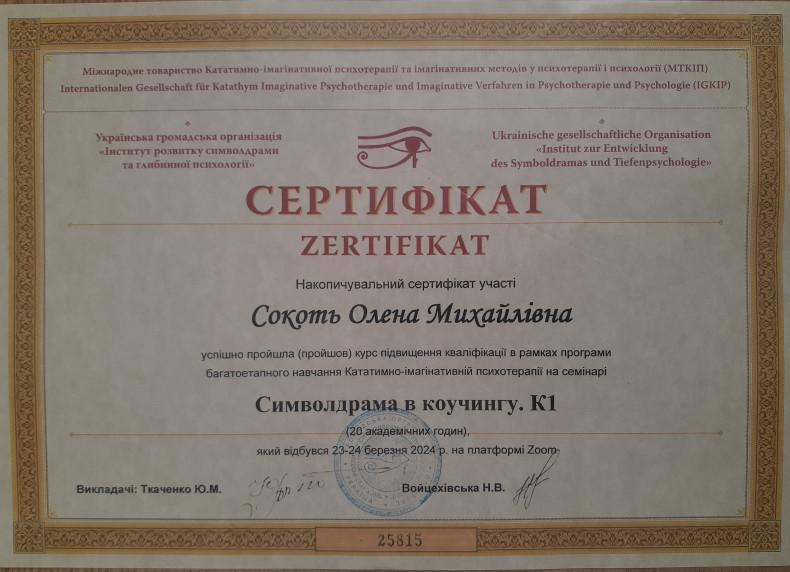 Міжнародне товариство Кататимно-імагінативної психотерапії та імагінативних методів у психотерапії і психології (МТКІП)
Internationalen Gesellschaft für Katathym Imaginative Psychotherapie und Imaginative Verfahren in Psychotherapie und Psychologie (IGKIP)
Українська громадська організація
«Інститут розвитку символдрами
та глибинної психології»
Ukrainische gesellschaftliche Organisation
«Institut zur Entwicklung
des Symboldramas und Tiefenpsychologie»
СЕРТИФІКАТ
ZERTIFIKAT
Накопичувальний сертифікат участі
Сокоть Олена Михайлівна
успішно пройшла (пройшов) курс підвищення кваліфікації в рамках програми
багатоетапного навчання Кататимно-імагінативній психотерапії на семінарі
Символдрама в коучингу. К1
(20 академічних годин),
який відбувся 23-24 березня 2024 р. на платформі Zoom
Викладачі: Ткаченко Ю.М.
Войцехівська Н.В.
25815